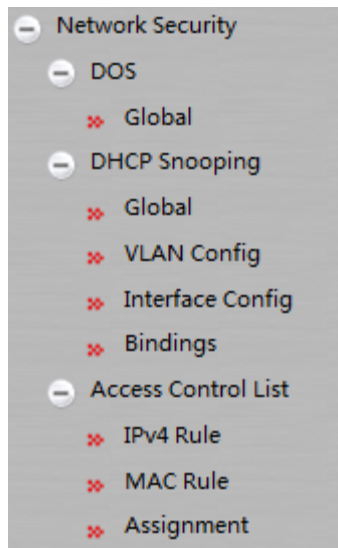 Network Security
DOS
Global
DHCP Snooping
Global
VLAN Config
Interface Config
Bindings
Access Control List
IPv4 Rule
MAC Rule
Assignment